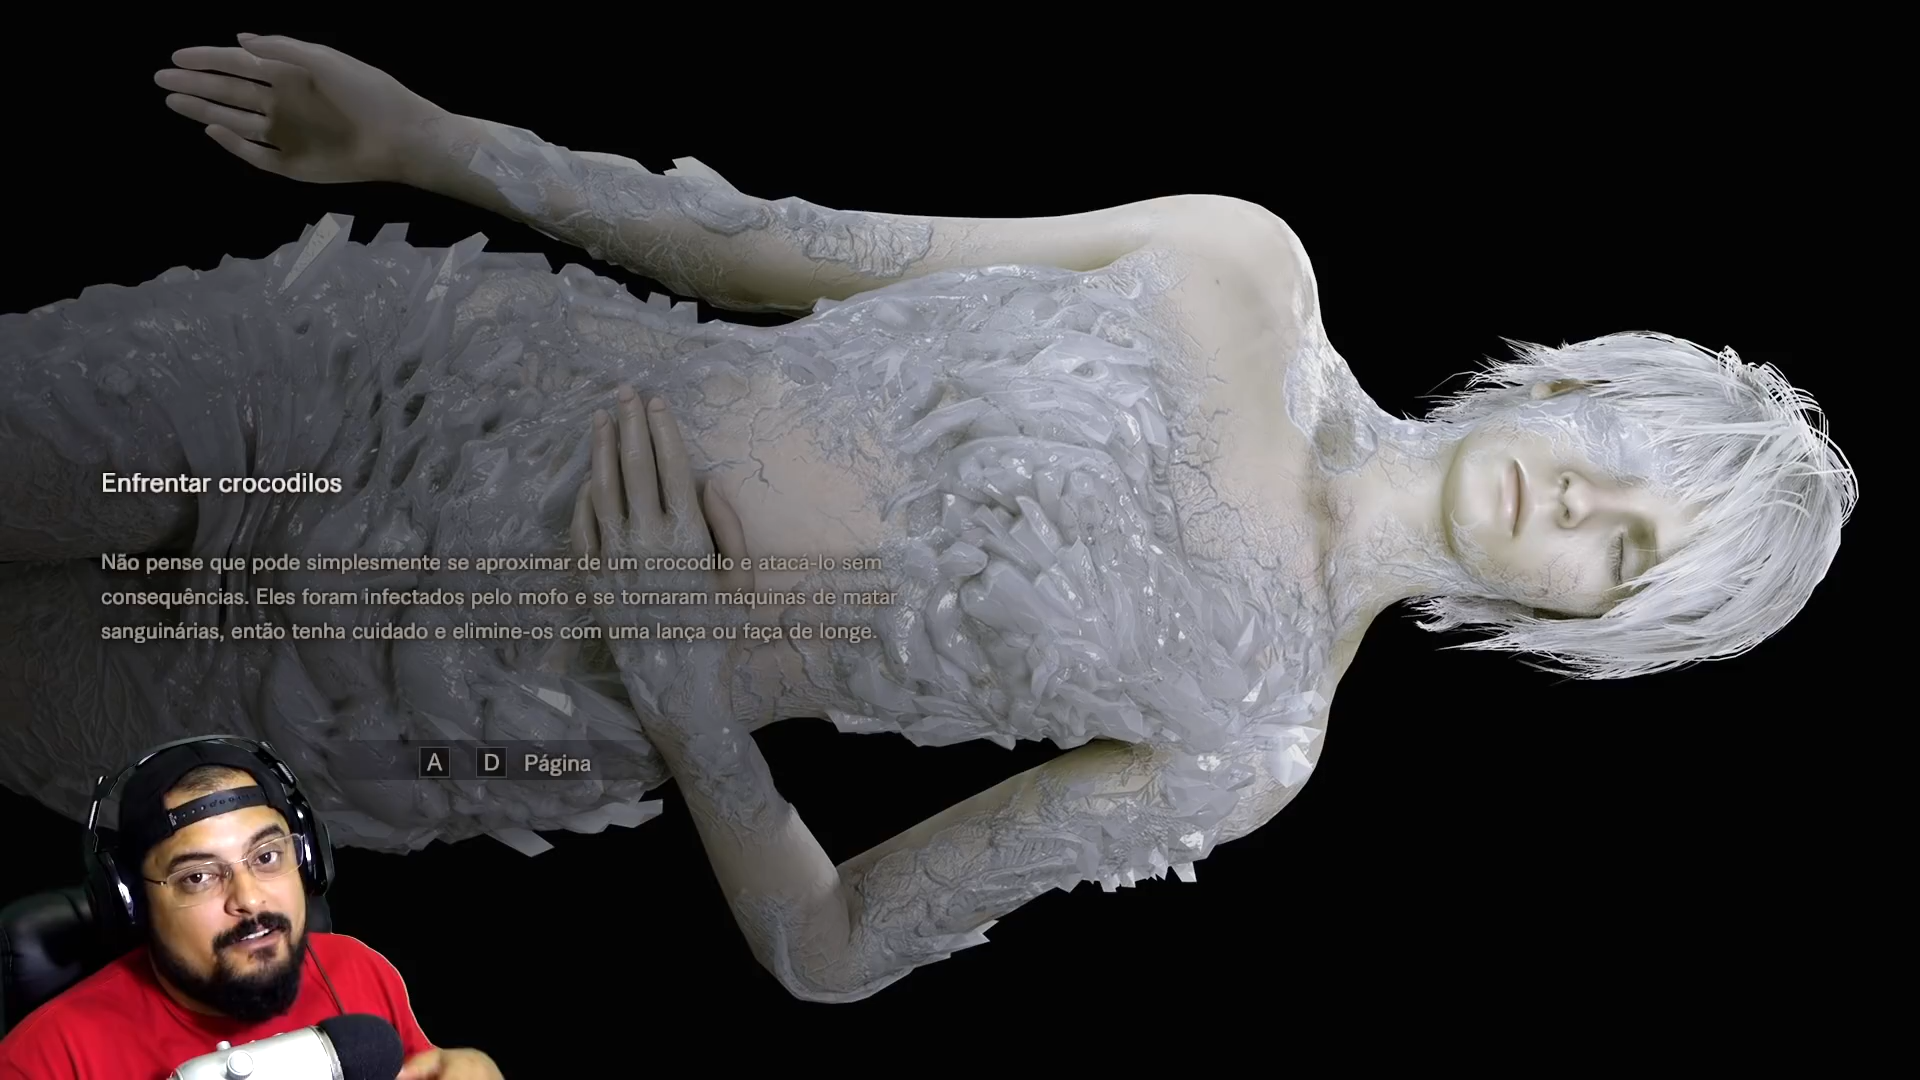 Enfrentar crocodilos
Não pense que pode simplesmente se aproximar de um crocodilo e atacá-lo sem
consequências. Eles foram infectados pelo mofo e se tornaram máquinas de matar
sanguinárias, então tenha cuidado e elimine-os com uma lança ou faça de longe.
A D Página